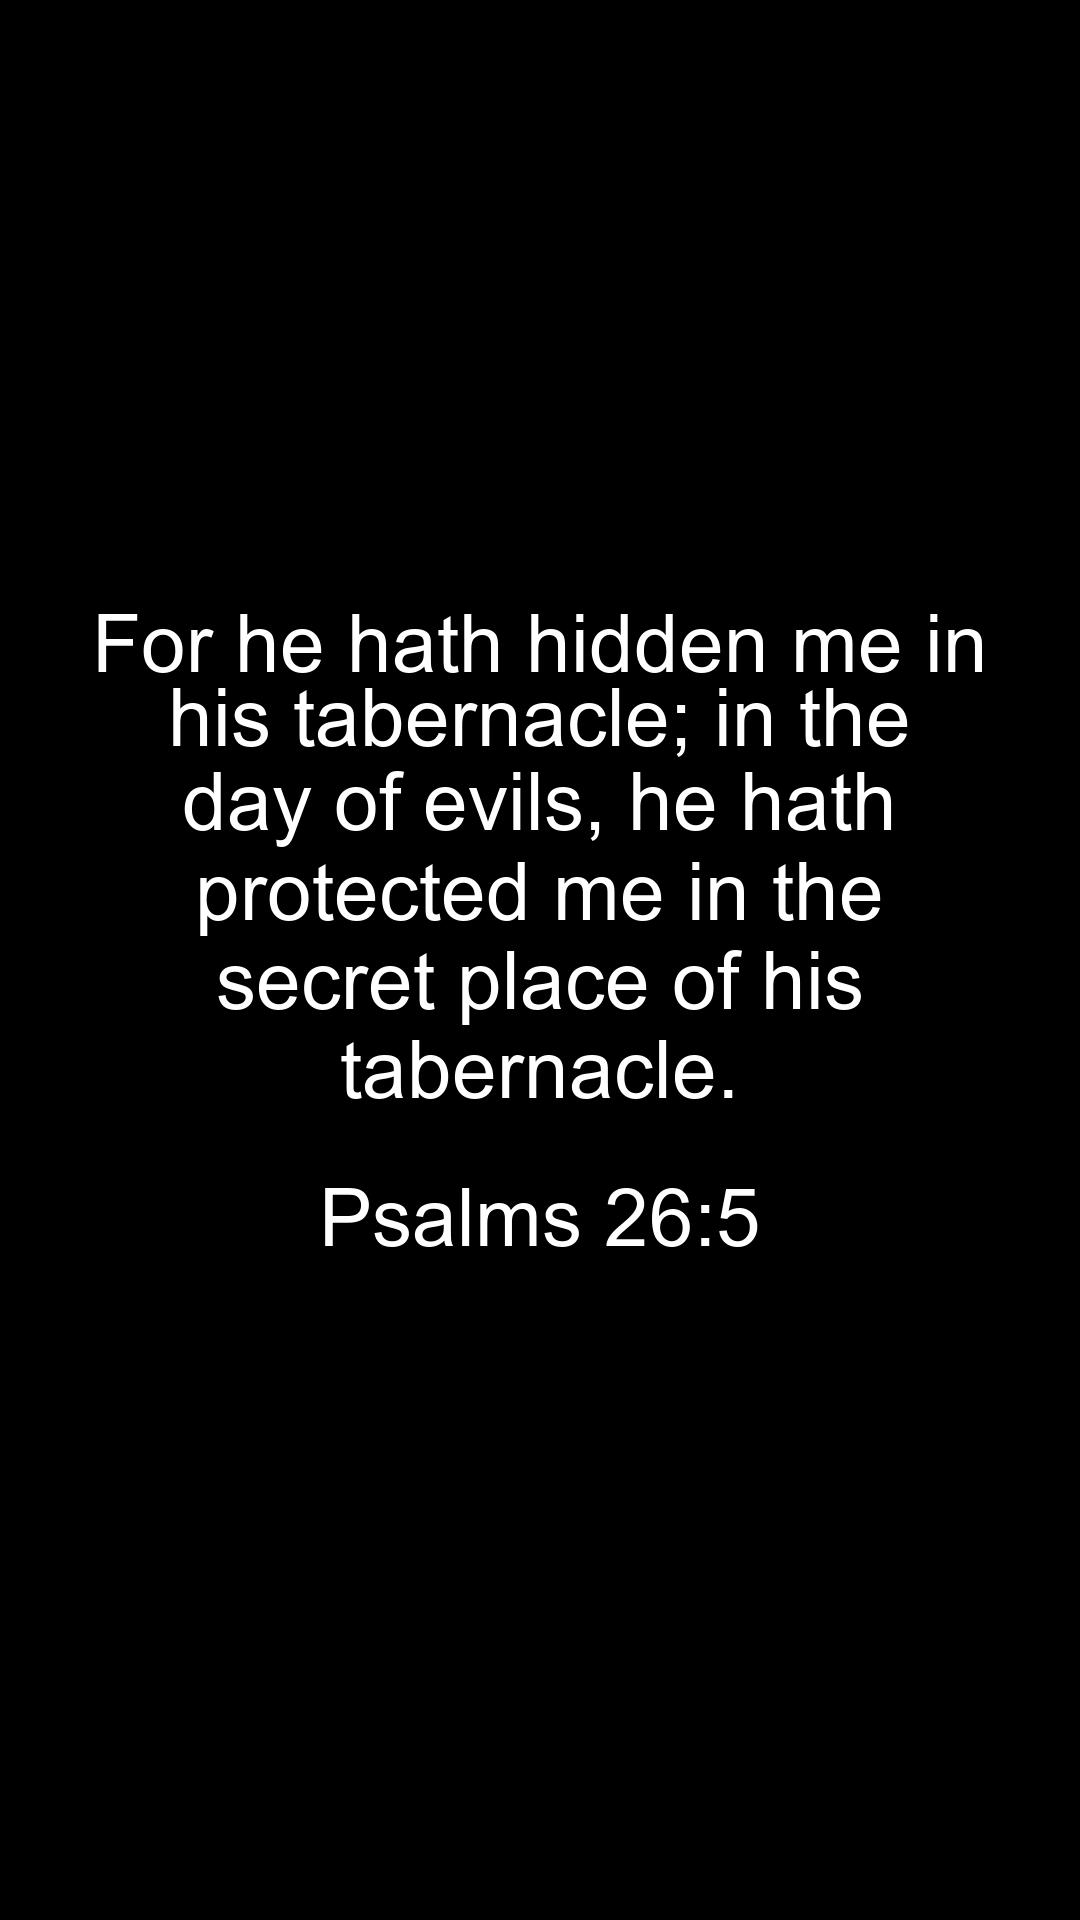 For he hath hidden me in
his tabernacle; in the
day of evils, he hath
protected me in the
secret place of his
tabernacle.
Psalms 26:5